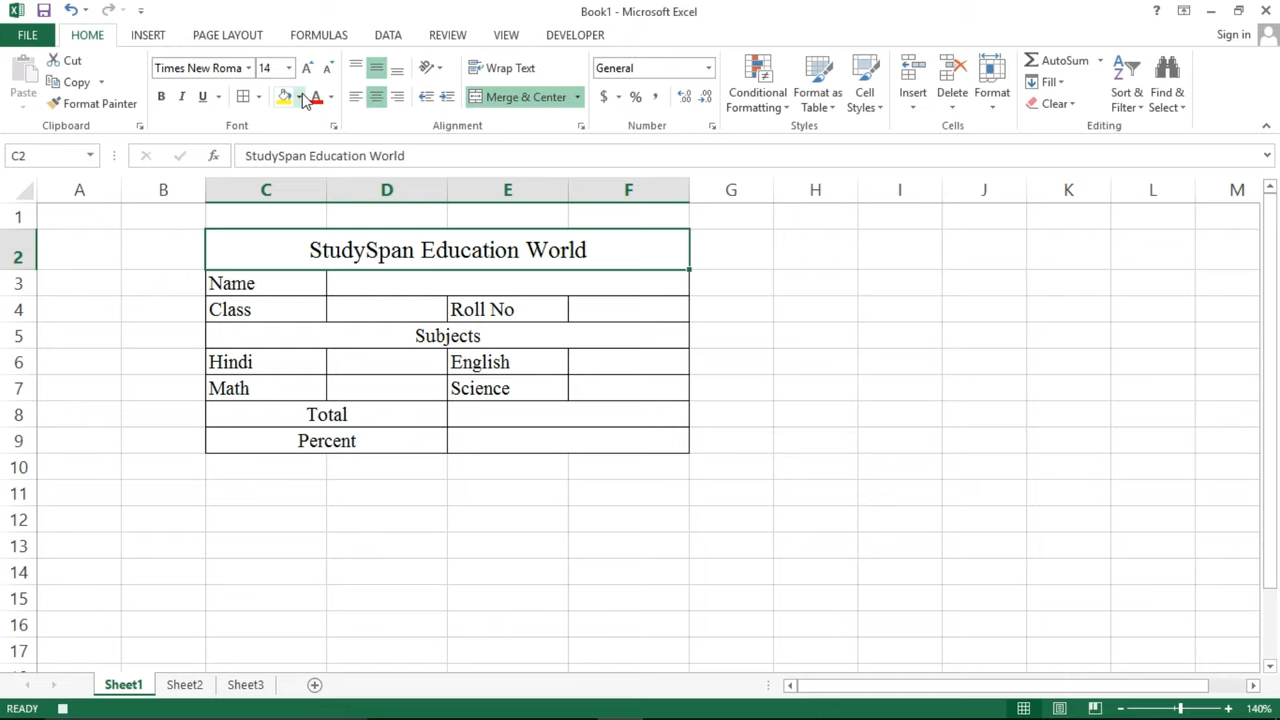 Book1 - Microsoft Excel
?
FILE HOME INSERT PAGE LAYOUT FORMULAS DATA REVIEW VIEW DEVELOPER Sign in
Paste Cut Copy Format Painter Clipboard
Times New Roma 14 B I U A Font
Wrap Text Merge & Center Alignment
General $ % , Number
Conditional Formatting Format as Table Cell Styles Styles
Insert Delete Format Cells
AutoSum Fill Clear Sort & Filter Find & Select Editing
C2 fx StudySpan Education World
A B C D E F G H I J K L M
1
2 StudySpan Education World
3 Name
4 Class Roll No
5 Subjects
6 Hindi English
7 Math Science
8 Total
9 Percent
10
11
12
13
14
15
16
17
Sheet1 Sheet2 Sheet3
READY 140%